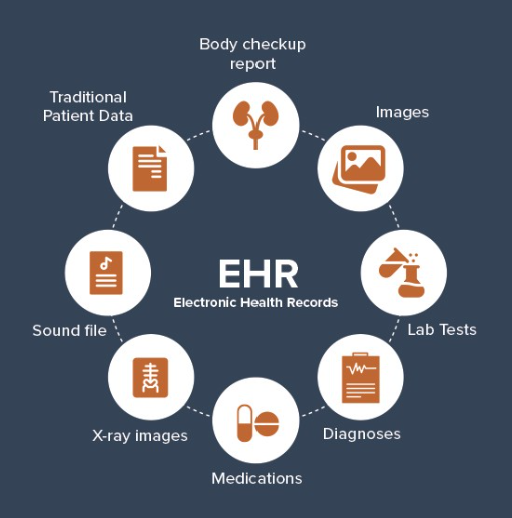 Body checkup
report
Traditional
Patient Data
Images
EHR
Electronic Health Records
Sound file
Lab Tests
X-ray images
Diagnoses
Medications